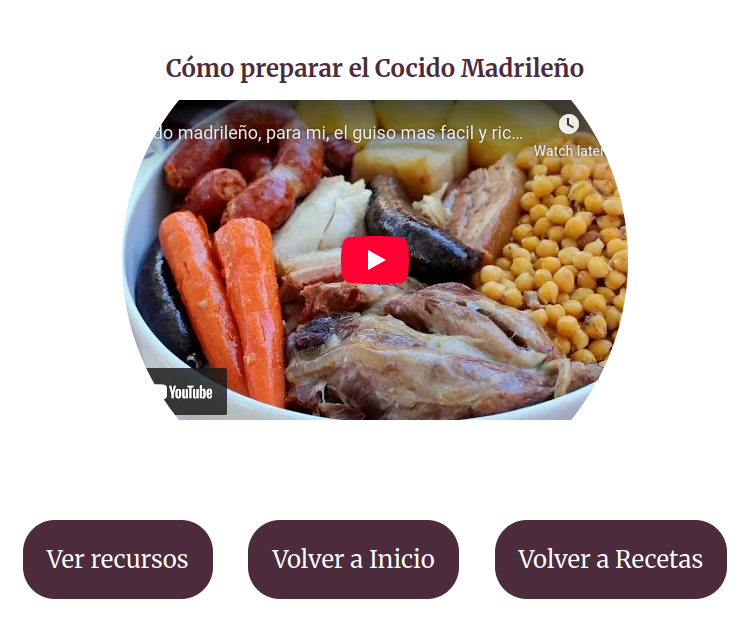 Cómo preparar el Cocido Madrileño
do madrileño, para mi, el guiso mas facil y ric...
Watch later
YouTube
Ver recursos
Volver a Inicio
Volver a Recetas